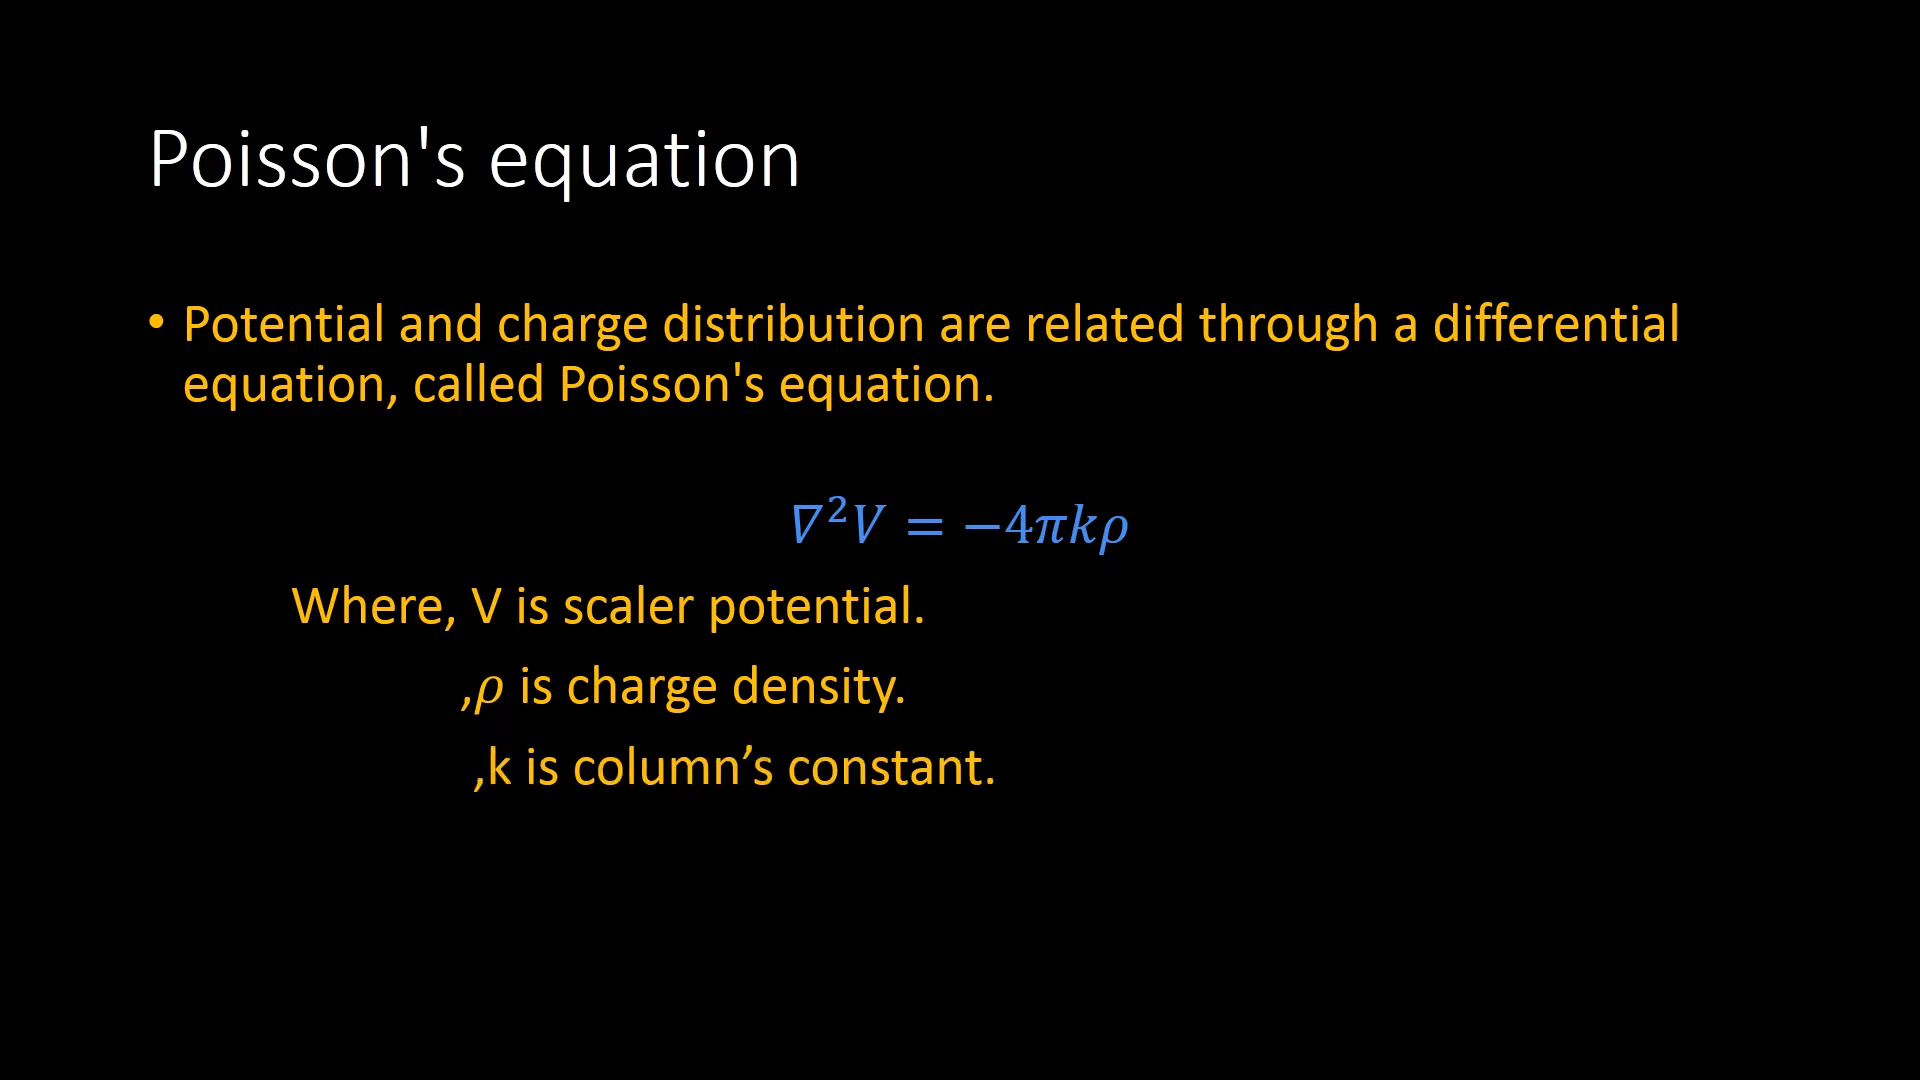 Poisson's equation
• Potential and charge distribution are related through a differential
equation, called Poisson's equation.
∇²V = −4πkρ
Where, V is scaler potential.
,ρ is charge density.
,k is column’s constant.